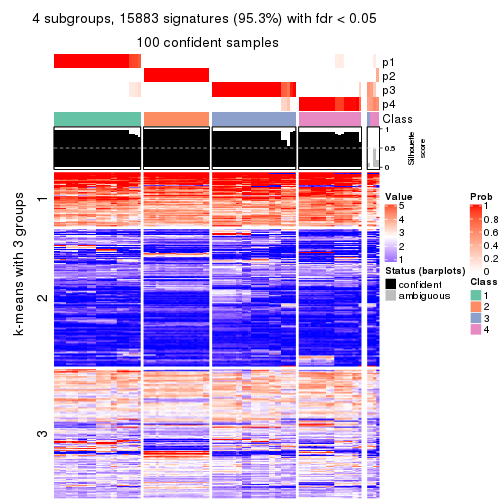 4 subgroups, 15883 signatures (95.3%) with fdr < 0.05
100 confident samples
p1
p2
p3
p4
Class
1
0.5
0
Silhouette
score
k-means with 3 groups
1
2
3
Value
5
4
3
2
1
Status (barplots)
confident
ambiguous
Prob
1
0.8
0.6
0.4
0.2
0
Class
1
2
3
4